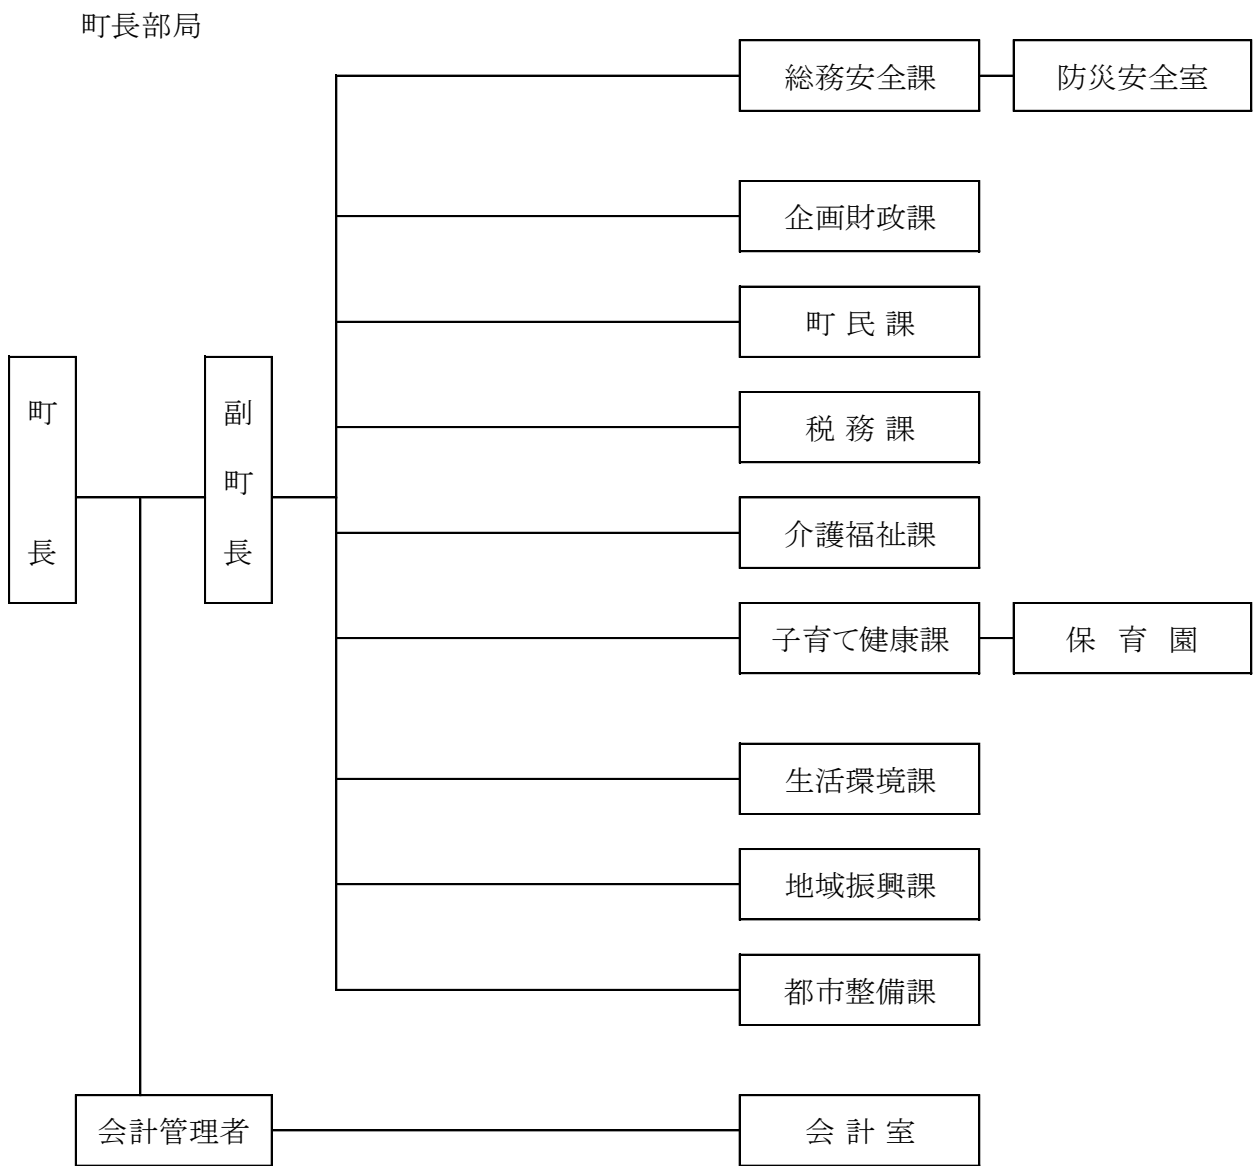 町長部局
総務安全課
防災安全室
企画財政課
町 民 課
税 務 課
町長
副町長
介護福祉課
子育て健康課
保 育 園
生活環境課
地域振興課
都市整備課
会計管理者
会 計 室